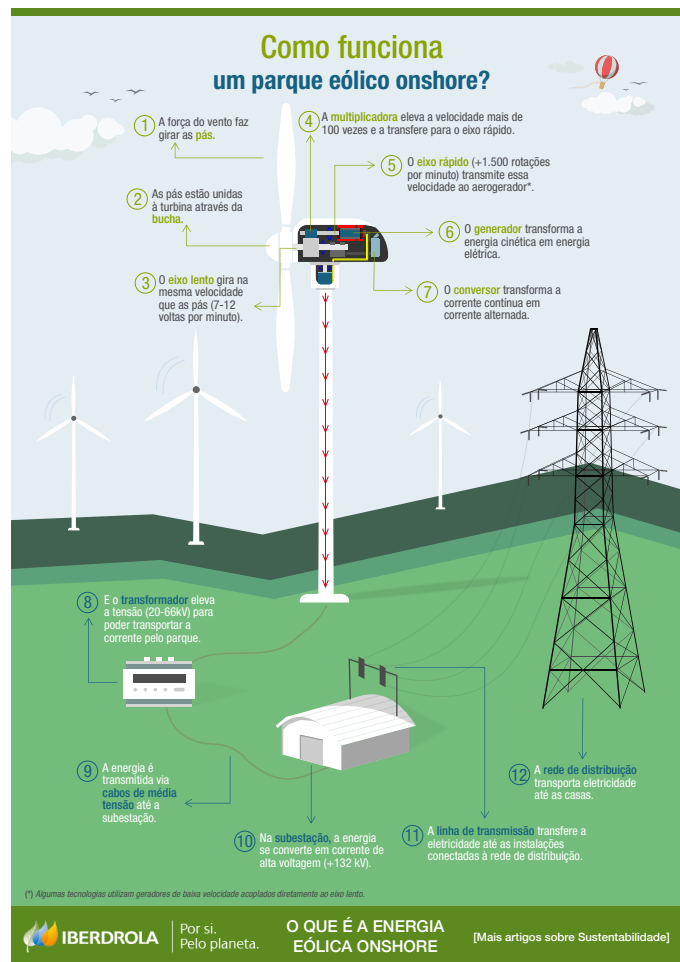 Como funciona
um parque eólico onshore?
1
A força do vento faz
girar as pás.
2
As pás estão unidas
à turbina através da
bucha.
3
O eixo lento gira na
mesma velocidade
que as pás (7-12
voltas por minuto).
4
A multiplicadora eleva a velocidade mais de
100 vezes e a transfere para o eixo rápido.
5
O eixo rápido (+1.500 rotações
por minuto) transmite essa
velocidade ao aerogerador*.
6
O generador transforma a
energia cinética em energia
elétrica.
7
O conversor transforma a
corrente contínua em
corrente alternada.
8
E o transformador eleva
a tensão (20-66kV) para
poder transportar a
corrente pelo parque.
9
A energia é
transmitida via
cabos de média
tensão até a
subestação.
10
Na subestação, a energia
se converte em corrente de
alta voltagem (+132 kV).
11
A linha de transmissão transfere a
eletricidade até as instalações
conectadas à rede de distribuição.
12
A rede de distribuição
transporta eletricidade
até as casas.
(*) Algumas tecnologias utilizam geradores de baixa velocidade acoplados diretamente ao eixo lento.
IBERDROLA
Por si.
Pelo planeta.
O QUE É A ENERGIA
EÓLICA ONSHORE
[Mais artigos sobre Sustentabilidade]